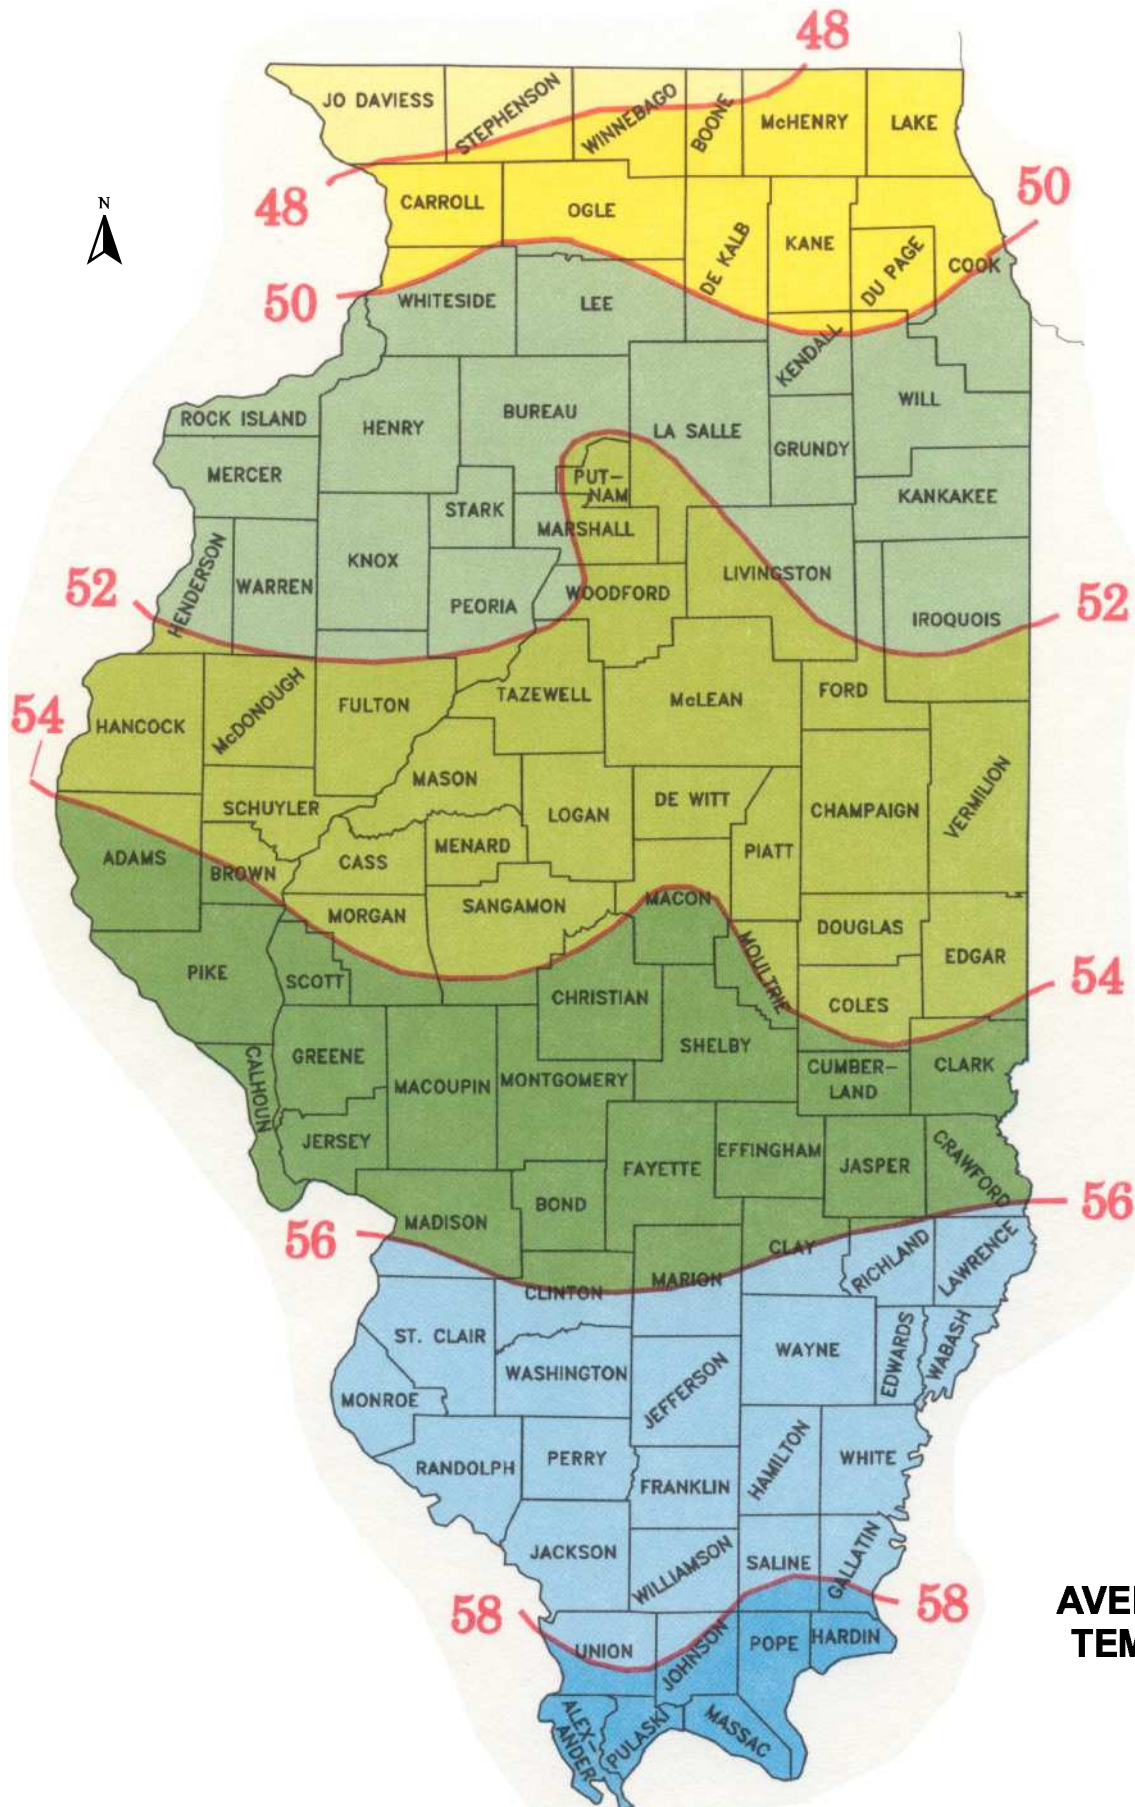 48
JO DAVIESS
STEPHENSON
WINNEBAGO
BOONE
McHENRY
LAKE
N
48
CARROLL
OGLE
DE KALB
KANE
DU PAGE
COOK
50
50
WHITESIDE
LEE
KENDALL
WILL
ROCK ISLAND
HENRY
BUREAU
LA SALLE
GRUNDY
MERCER
STARK
PUT-
NAM
KANKAKEE
MARSHALL
HENDERSON
WARREN
KNOX
PEORIA
WOODFORD
LIVINGSTON
IROQUOIS
52
52
HANCOCK
McDONOUGH
FULTON
TAZEWELL
McLEAN
FORD
54
MASON
SCHUYLER
LOGAN
DE WITT
CHAMPAIGN
VERMILION
ADAMS
BROWN
CASS
MENARD
PIATT
MORGAN
SANGAMON
MACON
MOULTRIE
DOUGLAS
EDGAR
PIKE
SCOTT
CHRISTIAN
COLES
54
CALHOUN
GREENE
MACOUPIN
MONTGOMERY
SHELBY
CUMBER-
LAND
CLARK
JERSEY
FAYETTE
EFFINGHAM
JASPER
CRAWFORD
MADISON
BOND
56
56
CLINTON
MARION
CLAY
RICHLAND
LAWRENCE
ST. CLAIR
WASHINGTON
JEFFERSON
WAYNE
EDWARDS
WABASH
MONROE
RANDOLPH
PERRY
FRANKLIN
HAMILTON
WHITE
JACKSON
WILLIAMSON
SALINE
GALLATIN
58
58
UNION
JOHNSON
POPE
HARDIN
ALEX-
ANDER
PULASKI
MASSAC
AVE
TEM